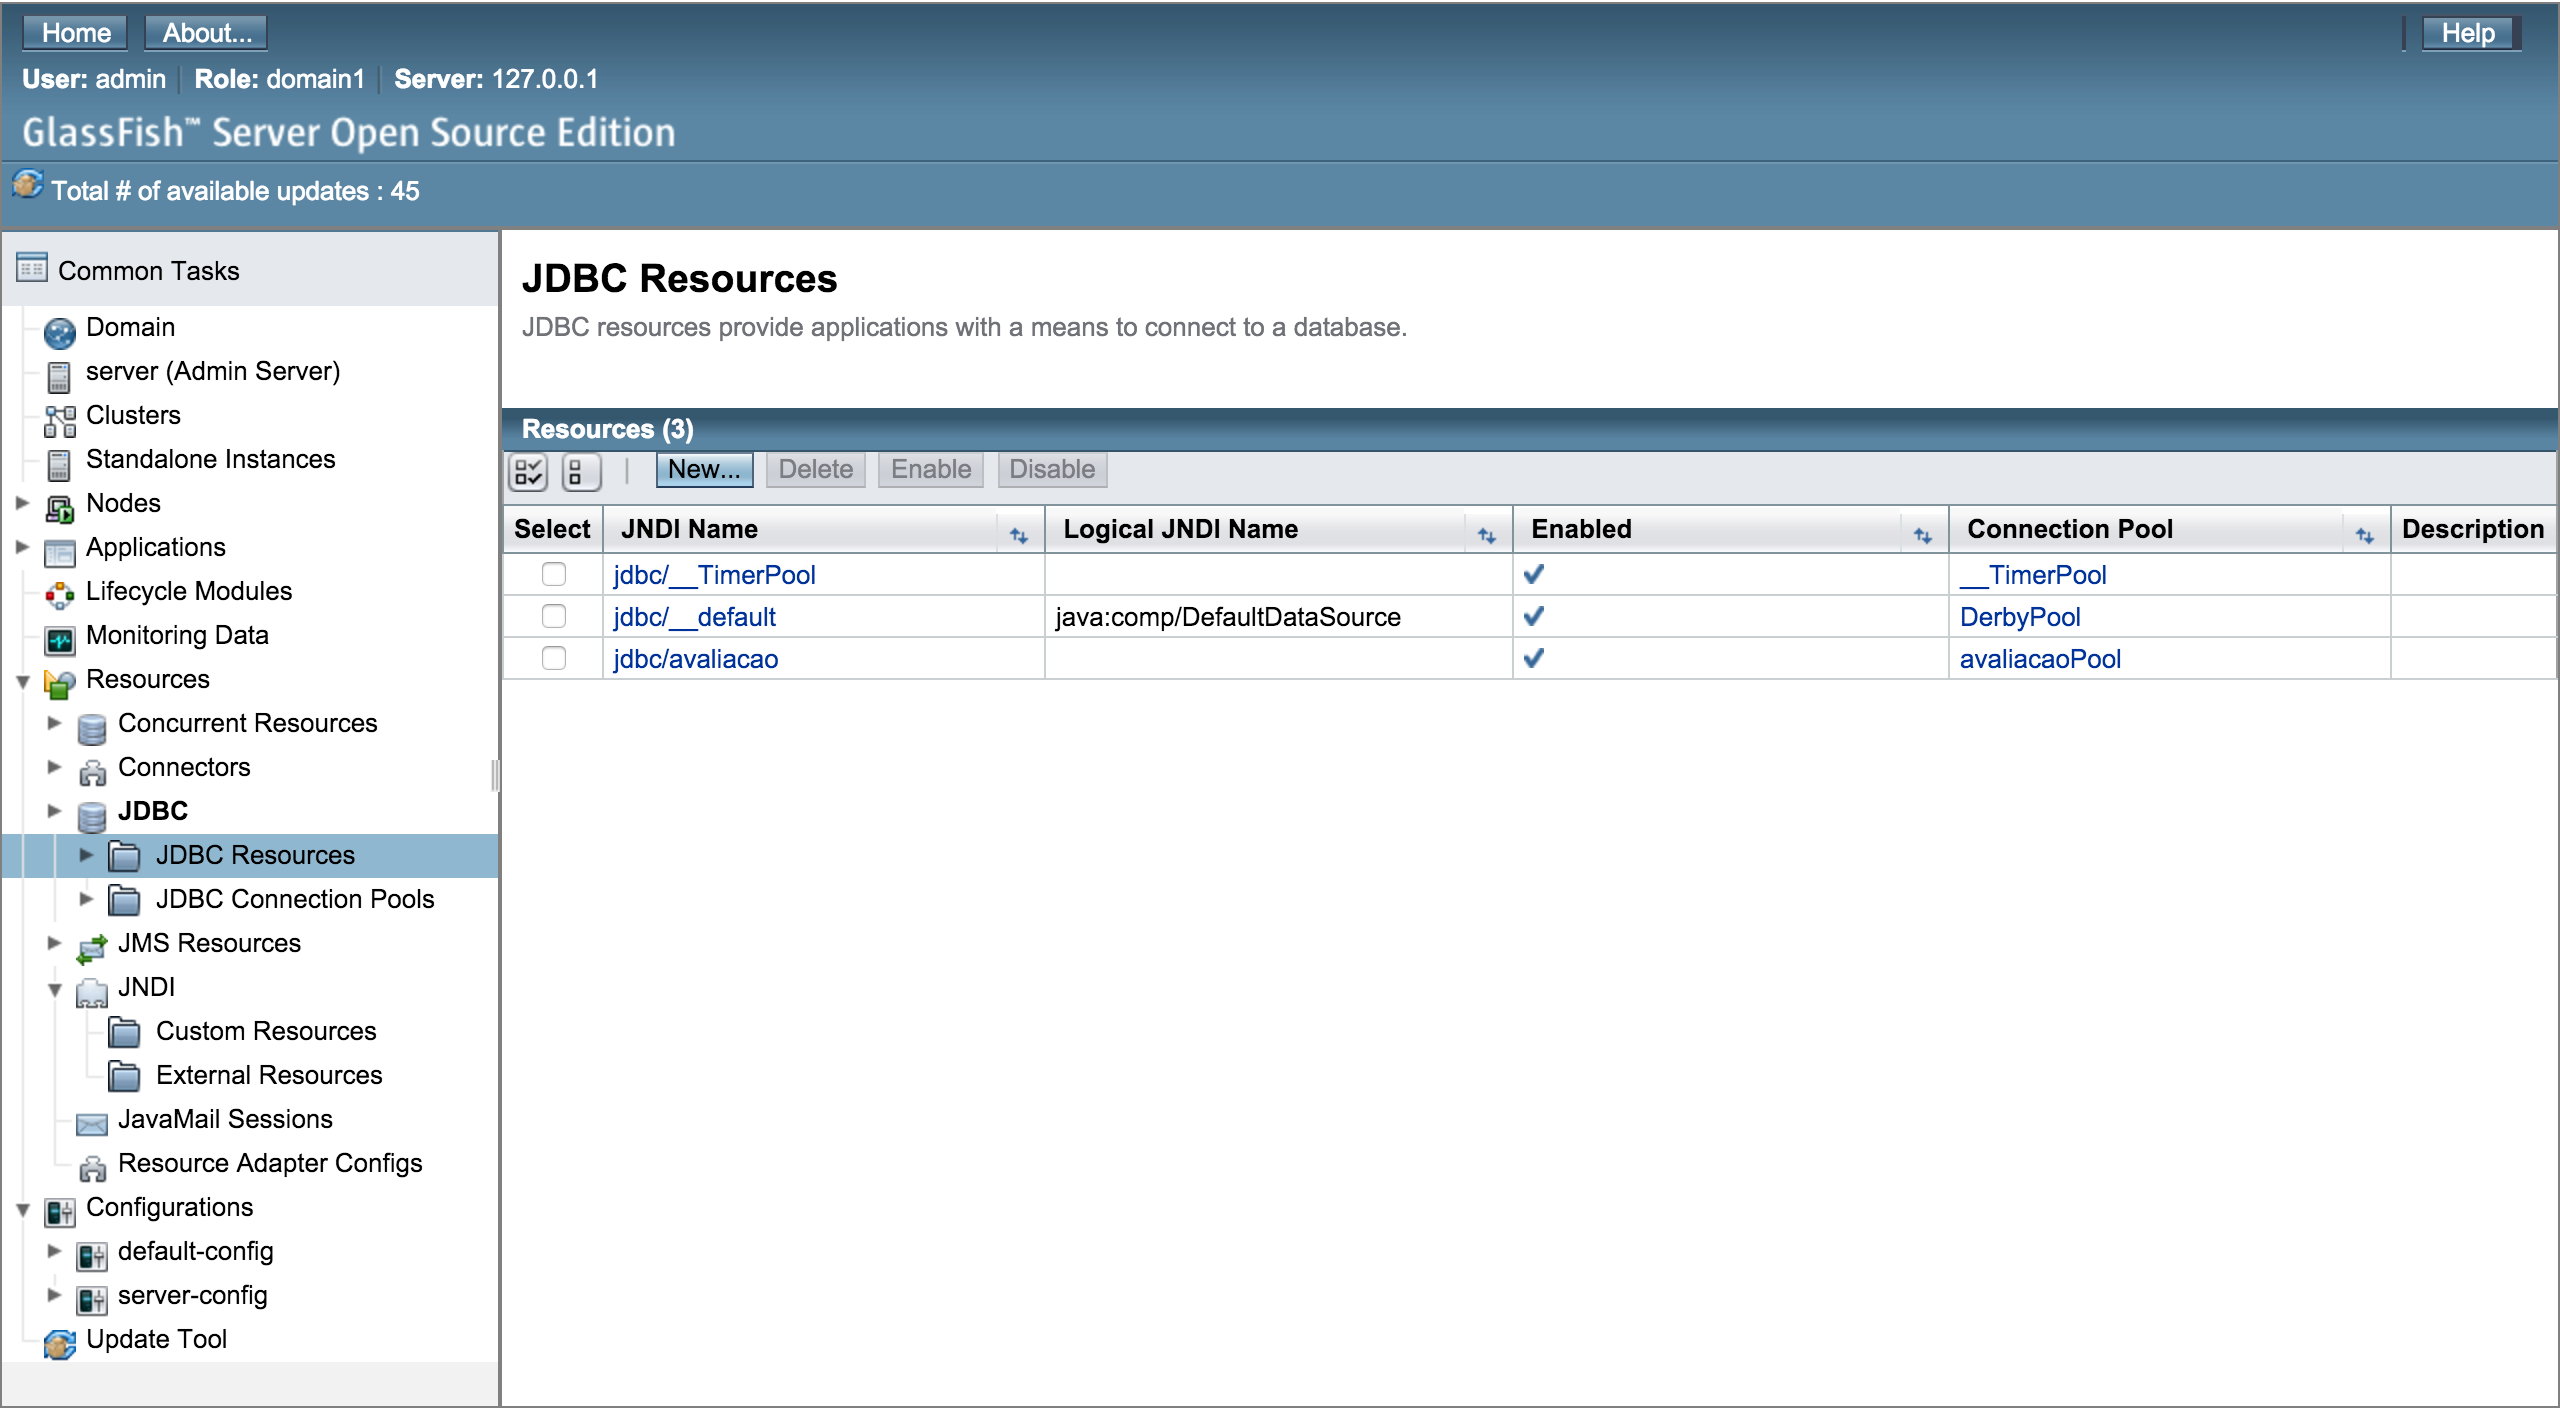 Home About... Help
User: admin Role: domain1 Server: 127.0.0.1
GlassFish™ Server Open Source Edition
Total # of available updates : 45
Common Tasks
Domain
server (Admin Server)
Clusters
Standalone Instances
Nodes
Applications
Lifecycle Modules
Monitoring Data
Resources
Concurrent Resources
Connectors
JDBC
JDBC Resources
JDBC Connection Pools
JMS Resources
JNDI
Custom Resources
External Resources
JavaMail Sessions
Resource Adapter Configs
Configurations
default-config
server-config
Update Tool
JDBC Resources
JDBC resources provide applications with a means to connect to a database.
Resources (3)
New... Delete Enable Disable
Select JNDI Name Logical JNDI Name Enabled Connection Pool Description
jdbc/__TimerPool __TimerPool
jdbc/__default java:comp/DefaultDataSource DerbyPool
jdbc/avaliacao avaliacaoPool